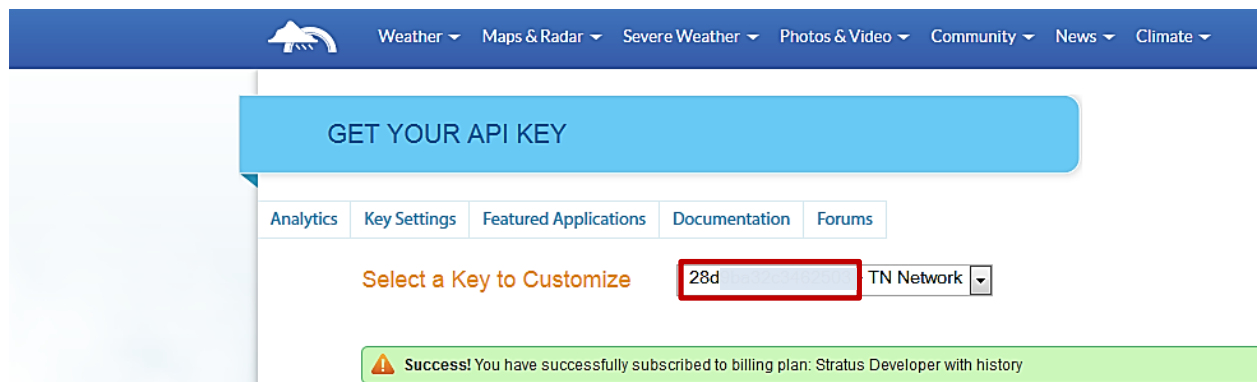 Weather Maps & Radar Severe Weather Photos & Video Community News Climate
GET YOUR API KEY
Analytics Key Settings Featured Applications Documentation Forums
Select a Key to Customize 28d TN Network
Success! You have successfully subscribed to billing plan: Stratus Developer with history